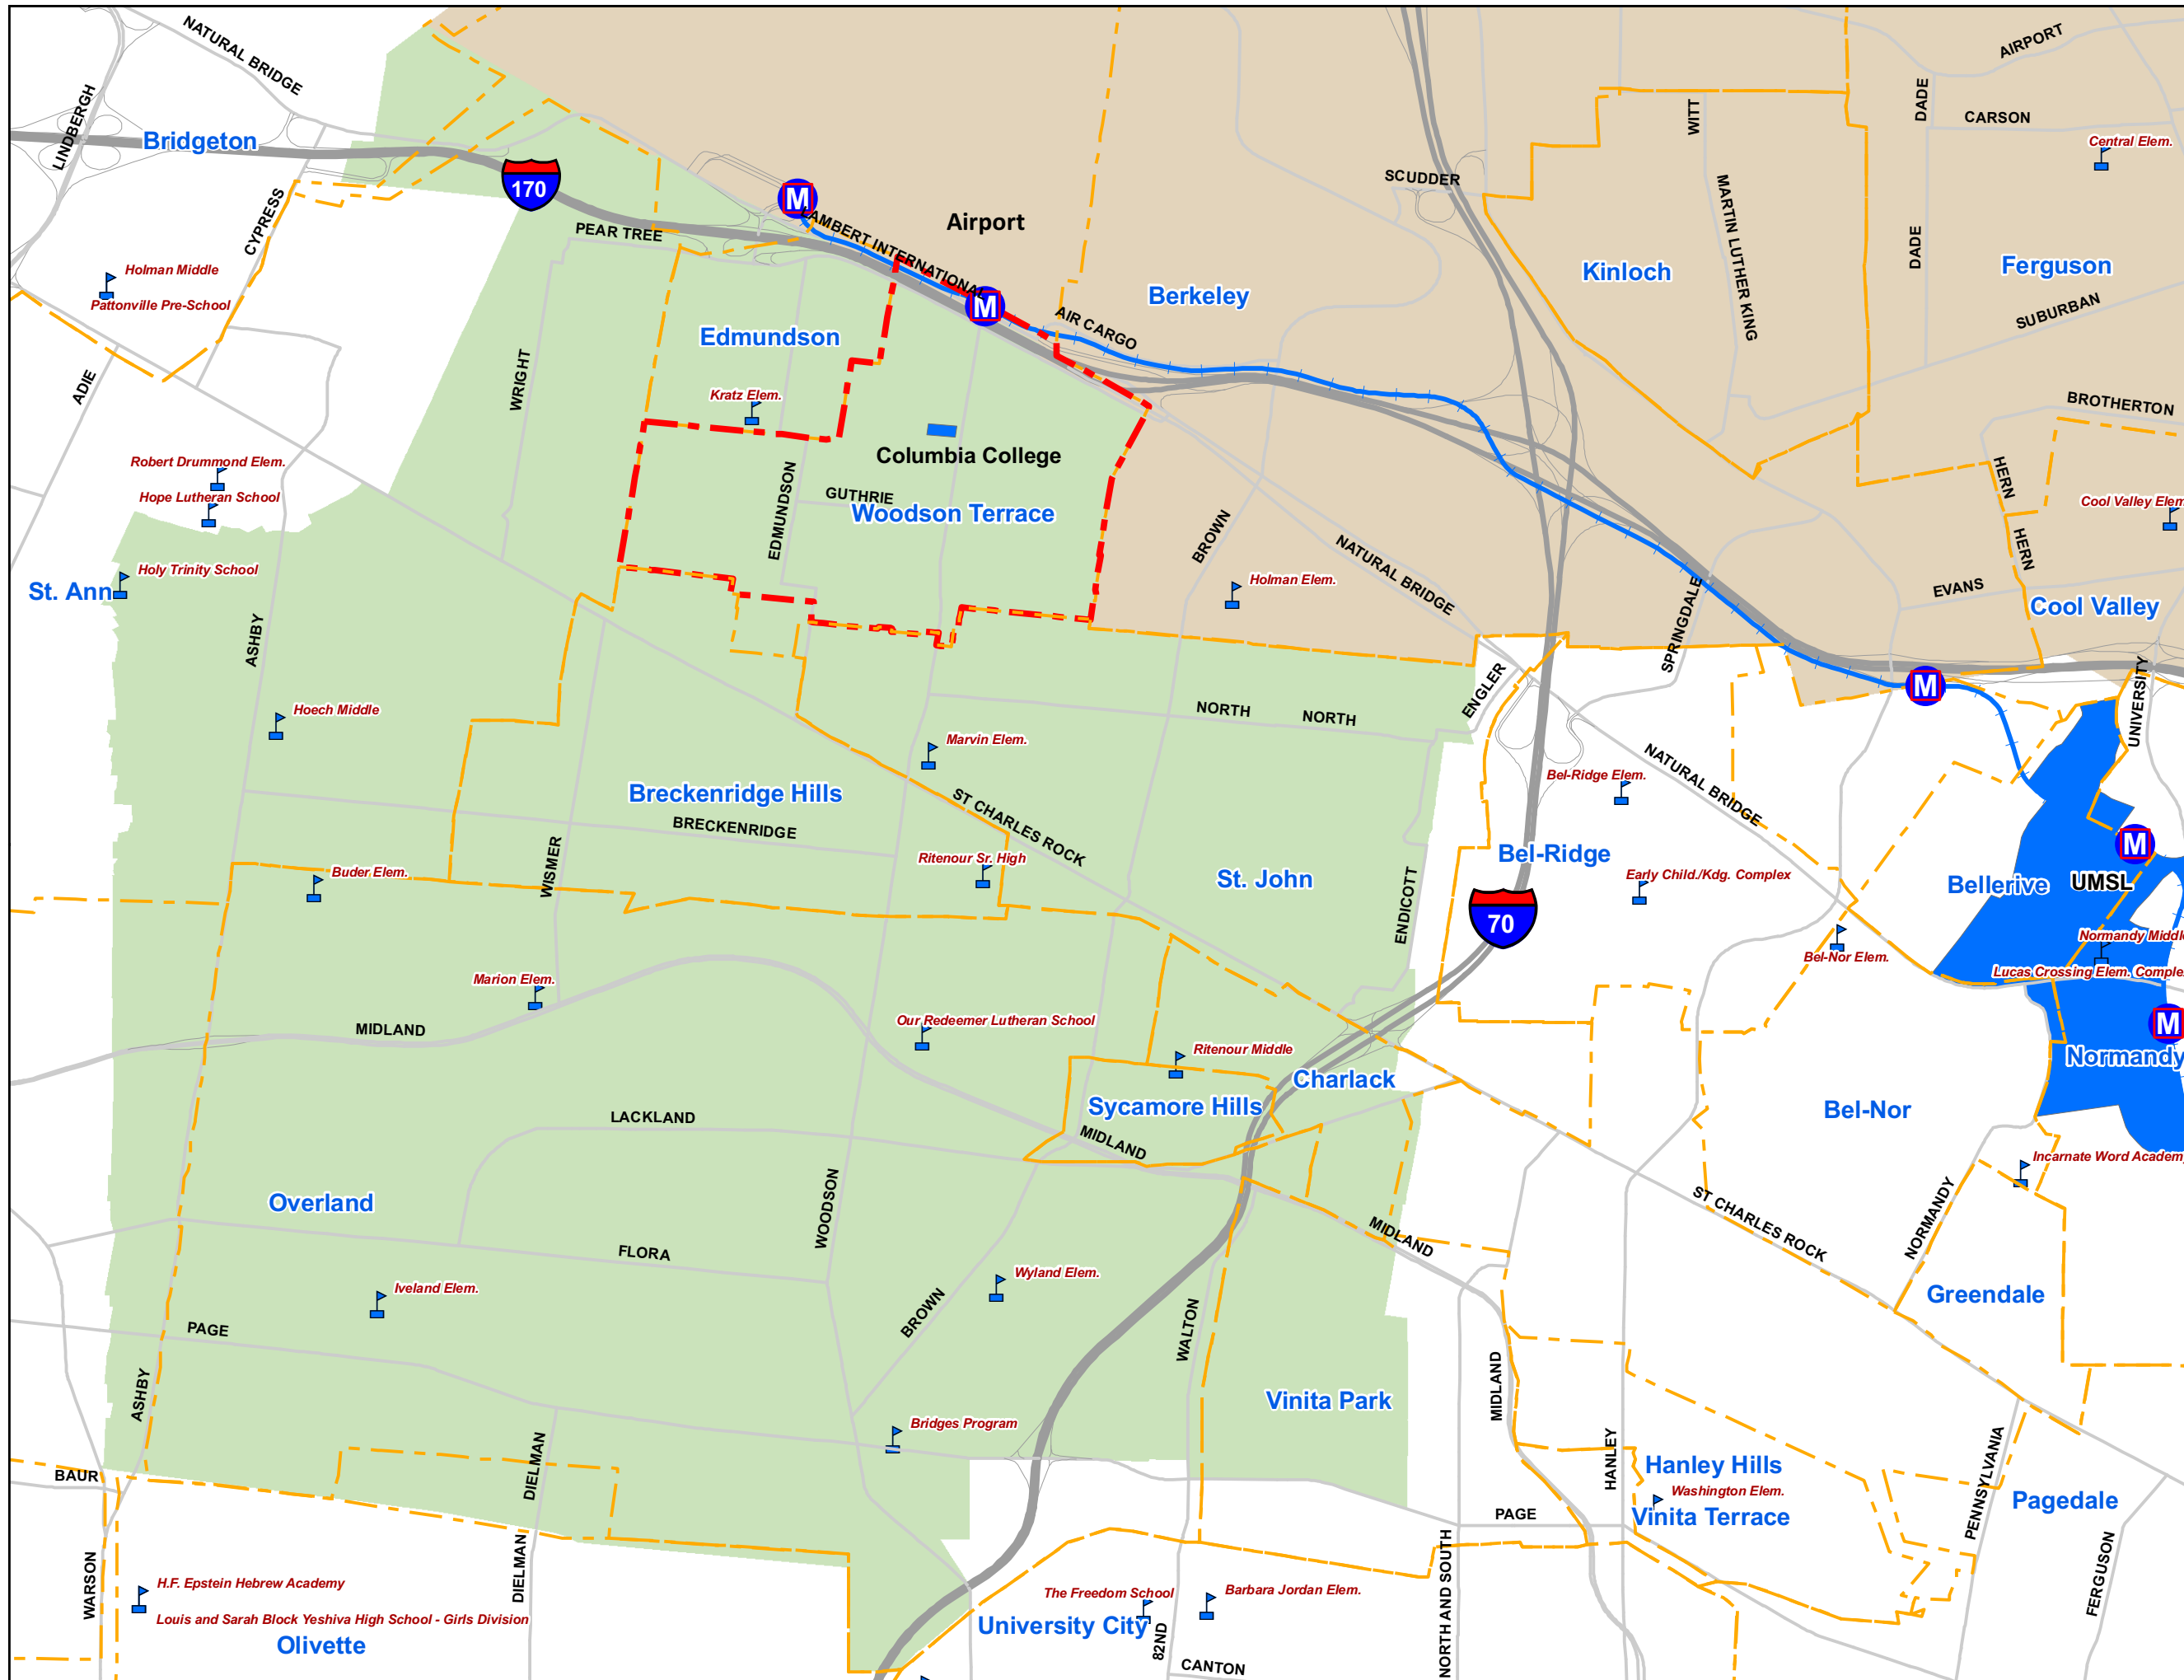 NATURAL BRIDGE
AIRPORT
LINDBERGH
Bridgeton
WITT
DADE
CARSON
Central Elem.
170
M
SCUDDER
MARTIN LUTHER KING
CYPRESS
PEAR TREE
LAMBERT INTERNATIONAL
Airport
DADE
Kinloch
Ferguson
Holman Middle
Pattonville Pre-School
M
Berkeley
AIR CARGO
SUBURBAN
Edmundson
ADIE
WRIGHT
Kratz Elem.
BROTHERTON
Columbia College
Robert Drummond Elem.
Hope Lutheran School
EDMUNDSON
GUTHRIE
Woodson Terrace
HERN
Cool Valley Elem
BROWN
NATURAL BRIDGE
HERN
Holy Trinity School
St. Ann
Holman Elem.
EVANS
Cool Valley
ASHBY
SPRINGDALE
ENGLER
UNIVERSITY
M
Hoech Middle
NORTH
NORTH
Marvin Elem.
NATURAL BRIDGE
Bel-Ridge Elem.
Breckenridge Hills
ST CHARLES ROCK
BRECKENRIDGE
M
WISMER
Ritenour Sr. High
Bel-Ridge
Buder Elem.
St. John
Early Child./Kdg. Complex
Bellerive
UMSL
ENDICOTT
70
Normandy Middl
Bel-Nor Elem.
Marion Elem.
Lucas Crossing Elem. Comple
Our Redeemer Lutheran School
MIDLAND
M
Ritenour Middle
Normandy
Charlack
Sycamore Hills
Bel-Nor
LACKLAND
MIDLAND
Incarnate Word Academ
Overland
WOODSON
ST CHARLES ROCK
NORMANDY
MIDLAND
FLORA
Wyland Elem.
Iveland Elem.
Greendale
BROWN
PAGE
WALTON
MIDLAND
ASHBY
Vinita Park
Bridges Program
DIELMAN
HANLEY
PENNSYLVANIA
BAUR
Hanley Hills
Washington Elem.
Vinita Terrace
Pagedale
PAGE
WARSON
DIELMAN
NORTH AND SOUTH
FERGUSON
H.F. Epstein Hebrew Academy
The Freedom School
Barbara Jordan Elem.
Louis and Sarah Block Yeshiva High School - Girls Division
University City
82ND
Olivette
CANTON